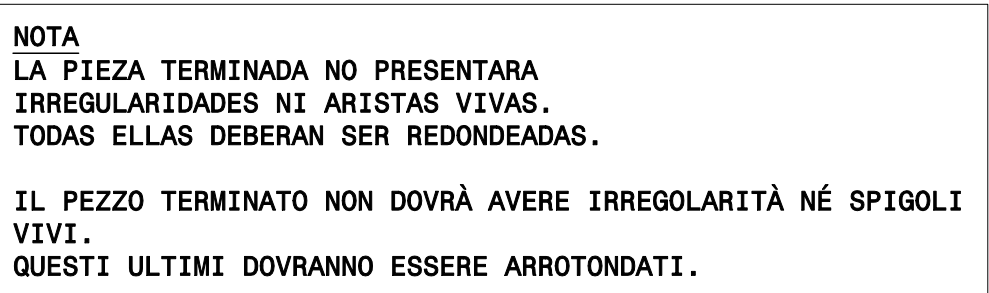 NOTA
LA PIEZA TERMINADA NO PRESENTARA
IRREGULARIDADES NI ARISTAS VIVAS.
TODAS ELLAS DEBERAN SER REDONDEADAS.
IL PEZZO TERMINATO NON DOVRÀ AVERE IRREGOLARITÀ NÉ SPIGOLI
VIVI.
QUESTI ULTIMI DOVRANNO ESSERE ARROTONDATI.